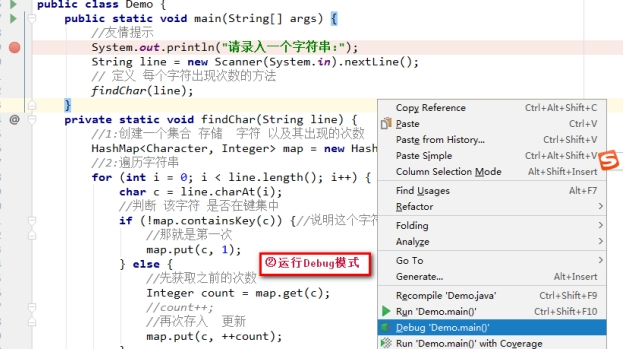 public class Demo {
public static void main(String[] args) {
//友情提示
System.out.println("请录入一个字符串:");
String line = new Scanner(System.in).nextLine();
// 定义 每个字符出现次数的方法
findChar(line);
}
private static void findChar(String line) {
//1:创建一个集合 存储 字符 以及其出现的次数
HashMap<Character, Integer> map = new Hash
//2:遍历字符串
for (int i = 0; i < line.length(); i++) {
char c = line.charAt(i);
//判断 该字符 是否在键集中
if (!map.containsKey(c)) {//说明这个字符
//那就是第一次
map.put(c, 1);
} else {
//先获取之前的次数
Integer count = map.get(c);
//count++;
//再次存入 更新
map.put(c, ++count);
②运行Debug模式
Copy Reference Ctrl+Alt+Shift+C
Paste Ctrl+V
Paste from History... Ctrl+Shift+V
Paste Simple Ctrl+Alt+Shift+V
Column Selection Mode Alt+Shift+Insert
Find Usages Alt+F7
Refactor
Folding
Analyze
Go To
Generate... Alt+Insert
Recompile 'Demo.java' Ctrl+Shift+F9
Run 'Demo.main()' Ctrl+Shift+F10
Debug 'Demo.main()'
Run 'Demo.main()' with Coverage